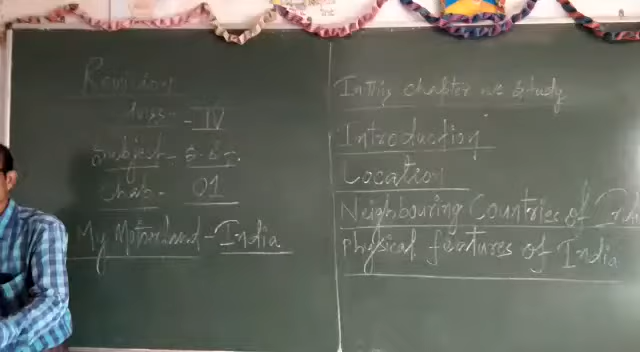 Revision
Class - IV
Subject - S.St.
Chab - 01
My Motherland - India
In this chapter we study
Introduction
Location
Neighbouring Countries of India
Physical features of India